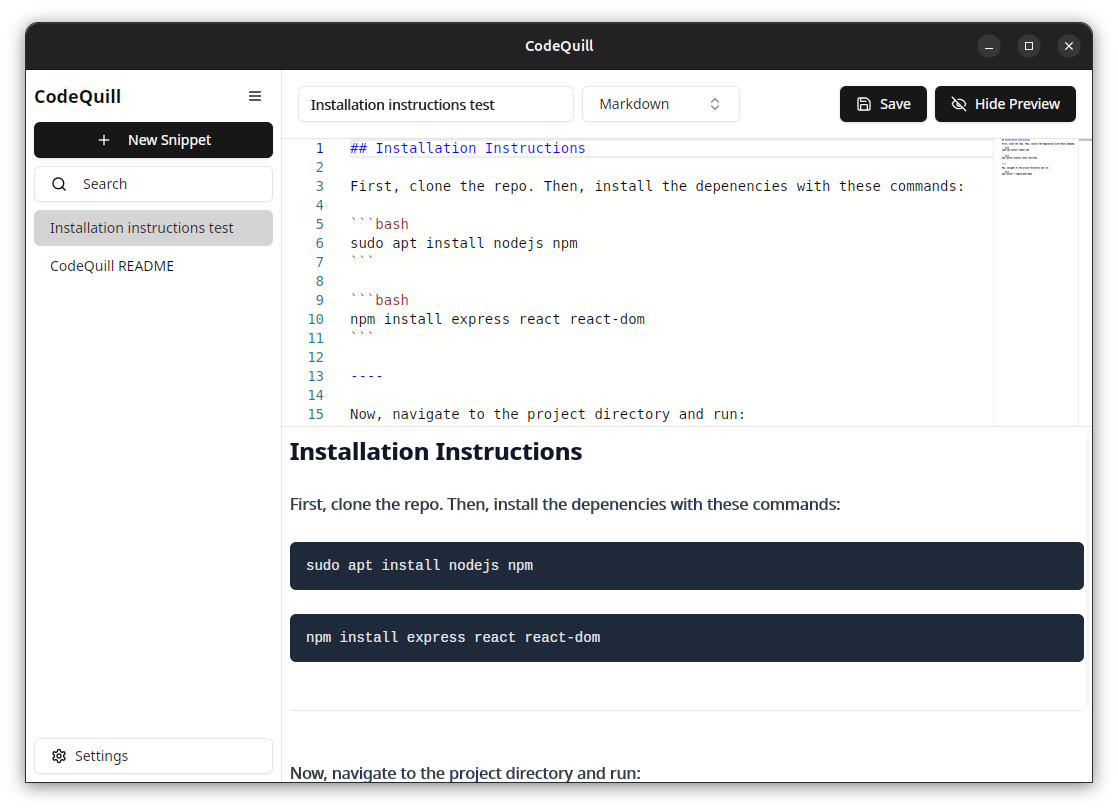 CodeQuill
CodeQuill
New Snippet
Search
Installation instructions test
CodeQuill README
Settings
Installation instructions test
Markdown
Save
Hide Preview
1 ## Installation Instructions
2
3 First, clone the repo. Then, install the depenencies with these commands:
4
5 ```bash
6 sudo apt install nodejs npm
7 ```
8
9 ```bash
10 npm install express react react-dom
11 ```
12
13 ----
14
15 Now, navigate to the project directory and run:
Installation Instructions
First, clone the repo. Then, install the depenencies with these commands:
sudo apt install nodejs npm
npm install express react react-dom
Now, navigate to the project directory and run: